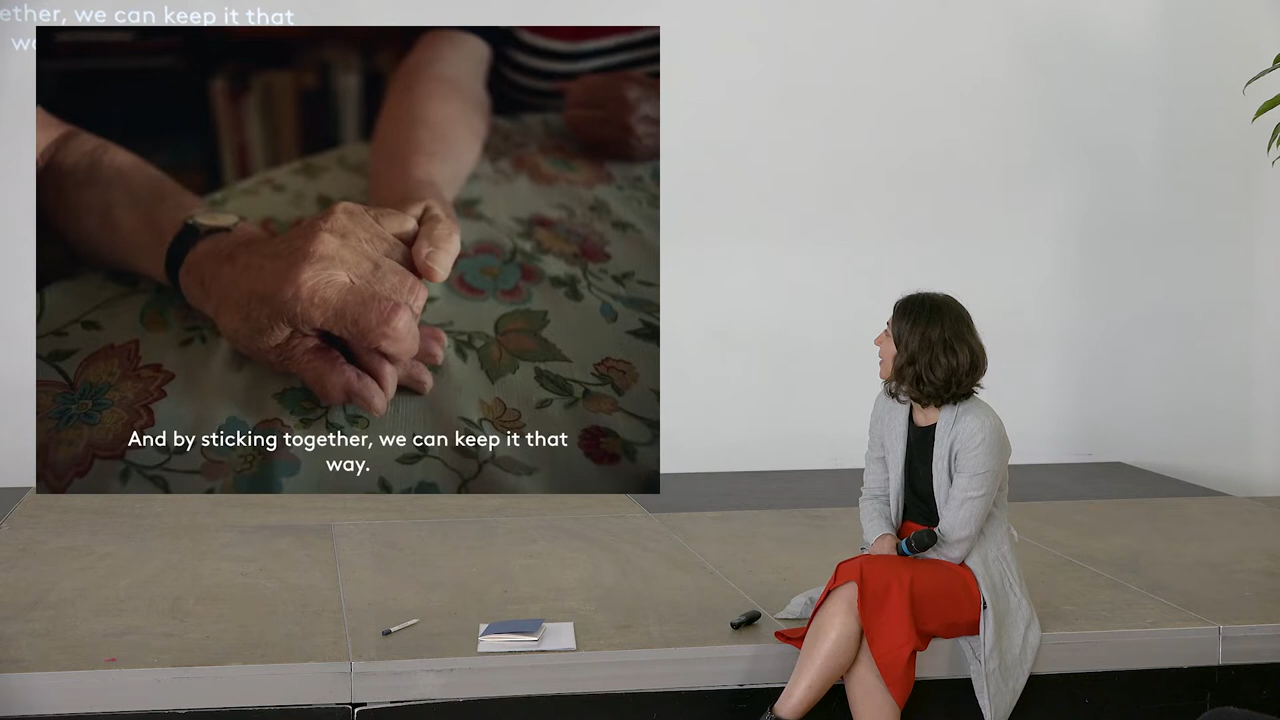 ether, we can keep it that
And by sticking together, we can keep it that
way.